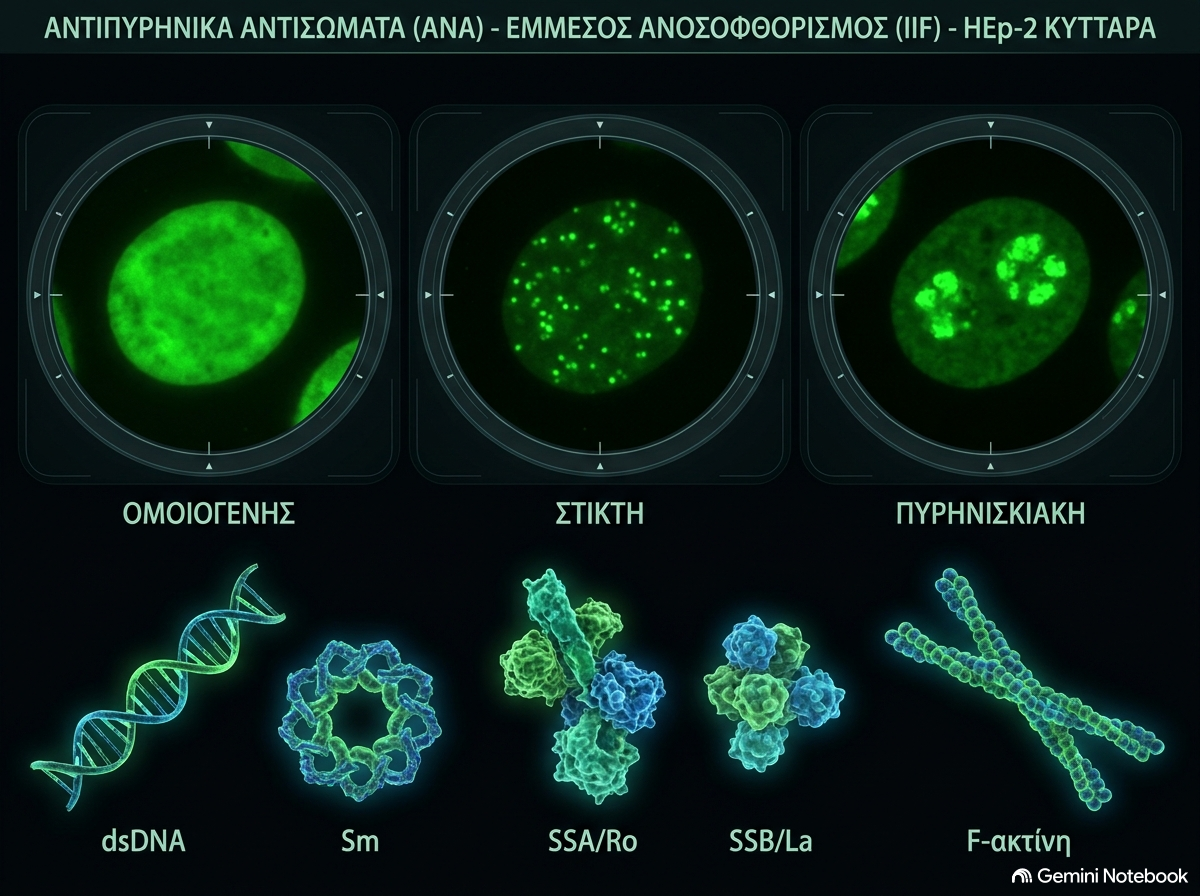 ΑΝΤΙΠΥΡΗΝΙΚΑ ΑΝΤΙΣΩΜΑΤΑ (ANA) - ΕΜΜΕΣΟΣ ΑΝΟΣΟΦΘΟΡΙΣΜΟΣ (IIF) - HEp-2 ΚΥΤΤΑΡΑ
ΟΜΟΙΟΓΕΝΗΣ
ΣΤΙΚΤΗ
ΠΥΡΗΝΙΣΚΙΑΚΗ
dsDNA
Sm
SSA/Ro
SSB/La
F-ακτίνη
Gemini Notebook